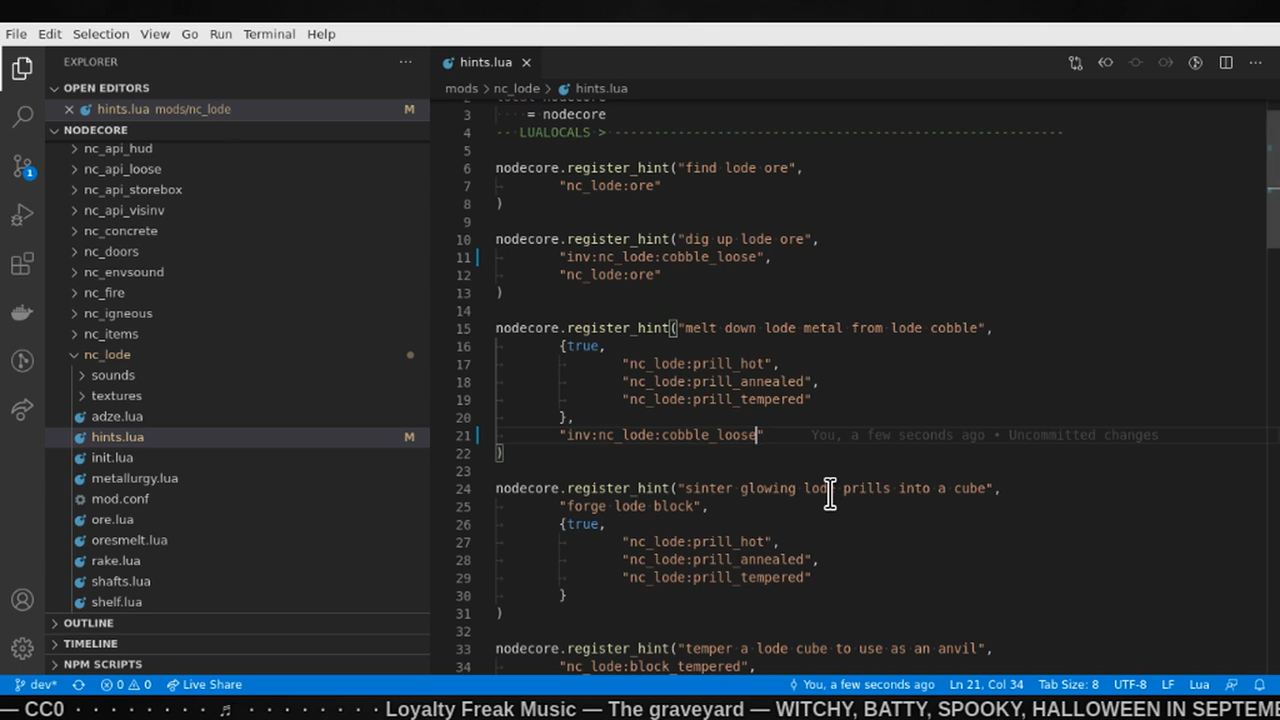 File Edit Selection View Go Run Terminal Help
EXPLORER
OPEN EDITORS
hints.lua mods/nc_lode M
NODECORE
nc_api_hud
nc_api_loose
nc_api_storebox
nc_api_visinv
nc_concrete
nc_doors
nc_envsound
nc_fire
nc_igneous
nc_items
nc_lode
sounds
textures
adze.lua
hints.lua M
init.lua
metallurgy.lua
mod.conf
ore.lua
oresmelt.lua
rake.lua
shafts.lua
shelf.lua
OUTLINE
TIMELINE
NPM SCRIPTS
1
hints.lua
mods > nc_lode > hints.lua
2 local nodecore
3 = nodecore
4 -- LUALOCALS > ---------------------------------------------------------
5
6 nodecore.register_hint("find lode ore",
7 "nc_lode:ore"
8 )
9
10 nodecore.register_hint("dig up lode ore",
11 "inv:nc_lode:cobble_loose",
12 "nc_lode:ore"
13 )
14
15 nodecore.register_hint("melt down lode metal from lode cobble",
16 {true,
17 "nc_lode:prill_hot",
18 "nc_lode:prill_annealed",
19 "nc_lode:prill_tempered"
20 },
21 "inv:nc_lode:cobble_loose" You, a few seconds ago • Uncommitted changes
22 )
23
24 nodecore.register_hint("sinter glowing lode prills into a cube",
25 "forge lode block",
26 {true,
27 "nc_lode:prill_hot",
28 "nc_lode:prill_annealed",
29 "nc_lode:prill_tempered"
30 }
31 )
32
33 nodecore.register_hint("temper a lode cube to use as an anvil",
34 "nc_lode:block_tempered",
dev* 0 0 Live Share You, a few seconds ago Ln 21, Col 34 Tab Size: 8 UTF-8 LF Lua
— CC0 · · · · · · · ♬ · · · · · · · Loyalty Freak Music — The graveyard — WITCHY, BATTY, SPOOKY, HALLOWEEN IN SEPTEM